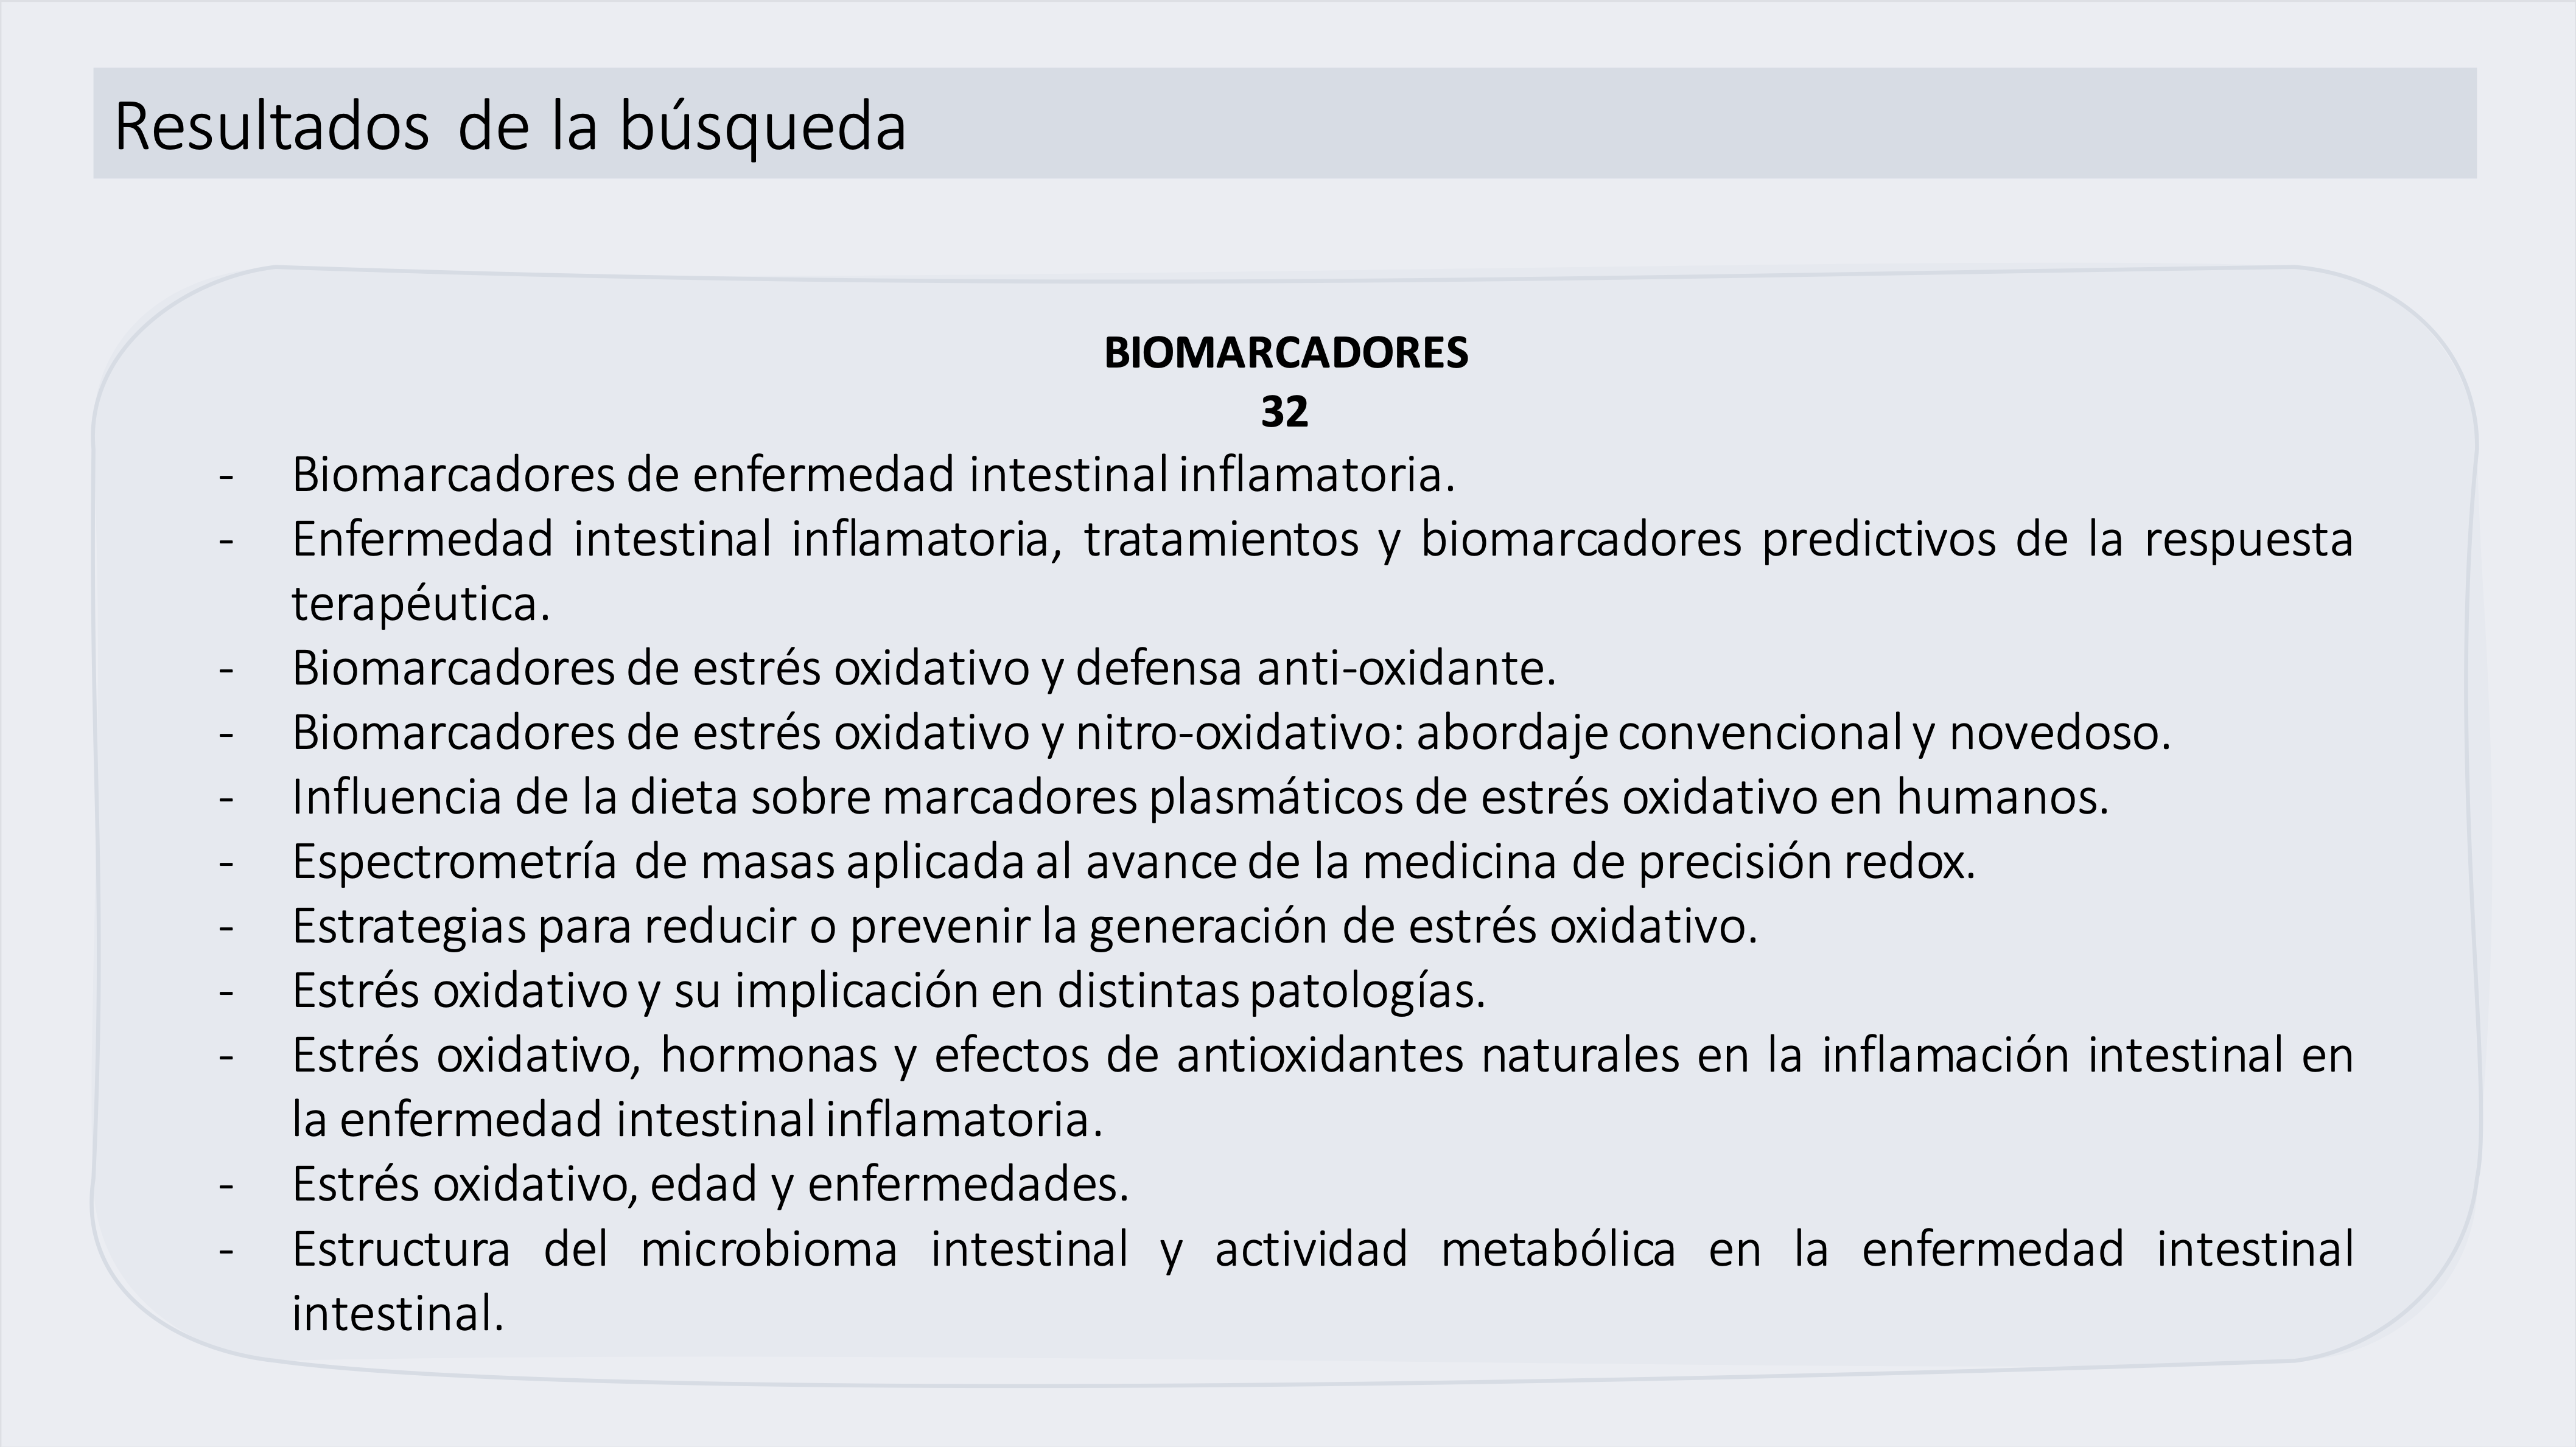 Resultados de la búsqueda
BIOMARCADORES
32
- Biomarcadores de enfermedad intestinal inflamatoria.
- Enfermedad intestinal inflamatoria, tratamientos y biomarcadores predictivos de la respuesta
terapéutica.
- Biomarcadores de estrés oxidativo y defensa anti-oxidante.
- Biomarcadores de estrés oxidativo y nitro-oxidativo: abordaje convencional y novedoso.
- Influencia de la dieta sobre marcadores plasmáticos de estrés oxidativo en humanos.
- Espectrometría de masas aplicada al avance de la medicina de precisión redox.
- Estrategias para reducir o prevenir la generación de estrés oxidativo.
- Estrés oxidativo y su implicación en distintas patologías.
- Estrés oxidativo, hormonas y efectos de antioxidantes naturales en la inflamación intestinal en
la enfermedad intestinal inflamatoria.
- Estrés oxidativo, edad y enfermedades.
- Estructura del microbioma intestinal y actividad metabólica en la enfermedad intestinal
intestinal.